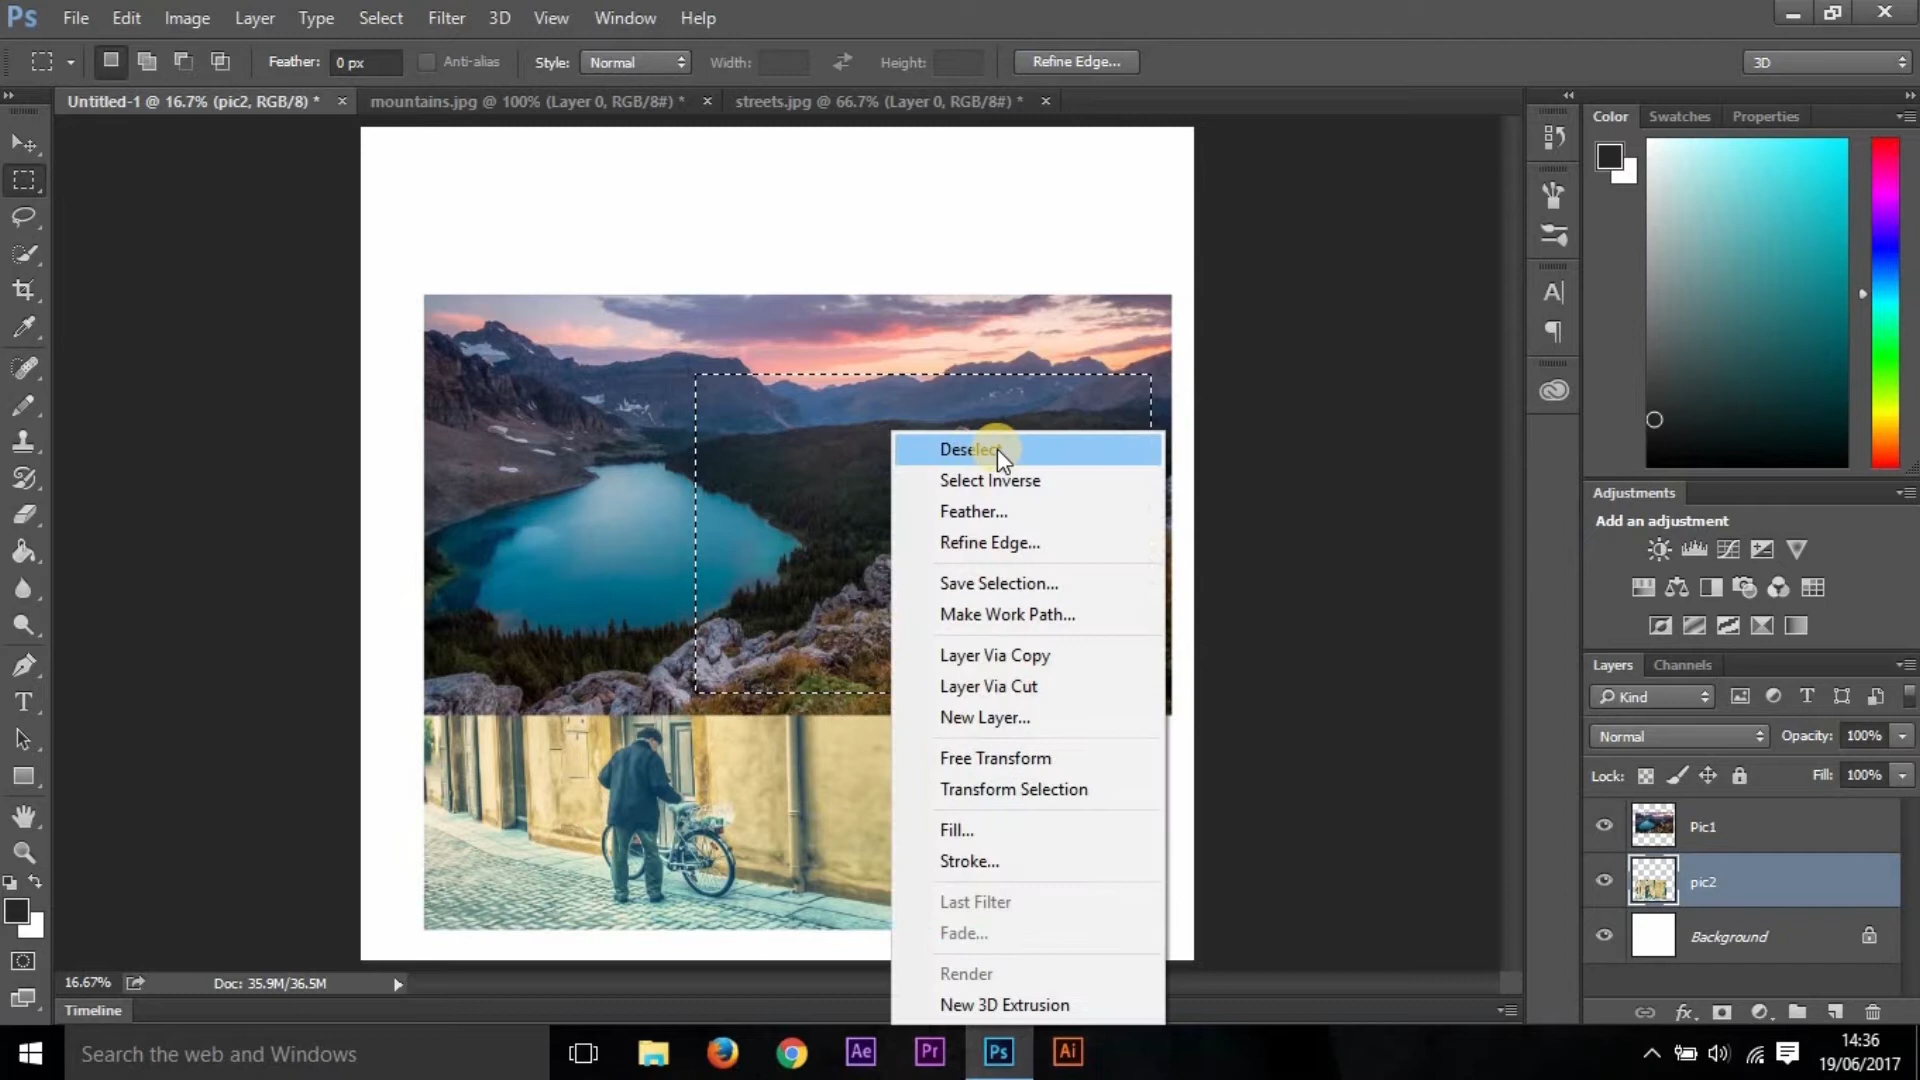 Ps File Edit Image Layer Type Select Filter 3D View Window Help
Feather: 0 px Anti-alias Style: Normal Width: Height: Refine Edge... 3D
Untitled-1 @ 16.7% (pic2, RGB/8) * × mountains.jpg @ 100% (Layer 0, RGB/8#) * × streets.jpg @ 66.7% (Layer 0, RGB/8#) * ×
Color Swatches Properties
Deselect
Select Inverse
Feather...
Refine Edge...
Save Selection...
Make Work Path...
Layer Via Copy
Layer Via Cut
New Layer...
Free Transform
Transform Selection
Fill...
Stroke...
Last Filter
Fade...
Render
New 3D Extrusion
Adjustments
Add an adjustment
Layers Channels
Kind
Normal Opacity: 100%
Lock: Fill: 100%
Pic1
pic2
Background
fx
16.67% Doc: 35.9M/36.5M
Timeline
Search the web and Windows
Ae Pr Ps Ai
14:36
19/06/2017